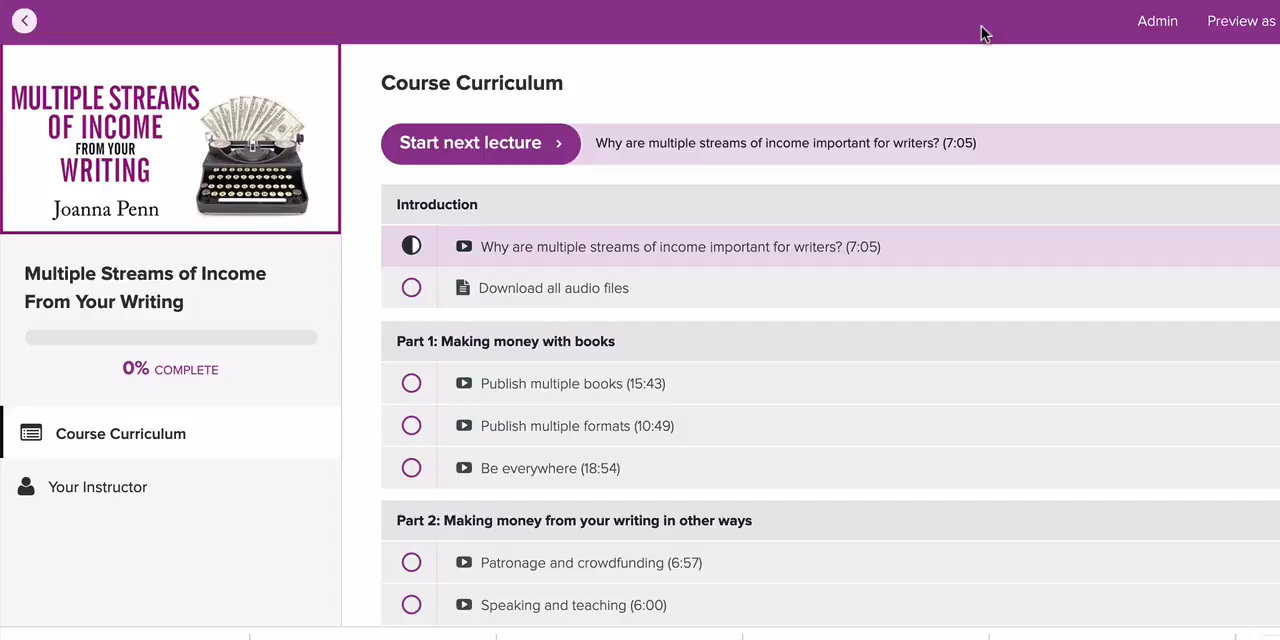 Admin
Preview as
MULTIPLE STREAMS
OF INCOME
FROM YOUR
WRITING
Joanna Penn
Multiple Streams of Income
From Your Writing
0% COMPLETE
Course Curriculum
Your Instructor
Course Curriculum
Start next lecture ›
Why are multiple streams of income important for writers? (7:05)
Introduction
Why are multiple streams of income important for writers? (7:05)
Download all audio files
Part 1: Making money with books
Publish multiple books (15:43)
Publish multiple formats (10:49)
Be everywhere (18:54)
Part 2: Making money from your writing in other ways
Patronage and crowdfunding (6:57)
Speaking and teaching (6:00)